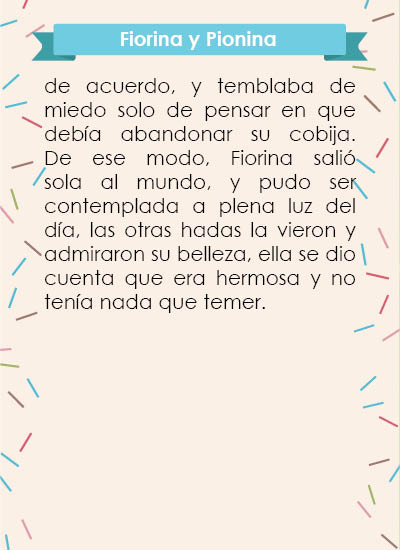 Fiorina y Pionina
de acuerdo, y temblaba de
miedo solo de pensar en que
debía abandonar su cobija.
De ese modo, Fiorina salió
sola al mundo, y pudo ser
contemplada a plena luz del
día, las otras hadas la vieron y
admiraron su belleza, ella se dio
cuenta que era hermosa y no
tenía nada que temer.